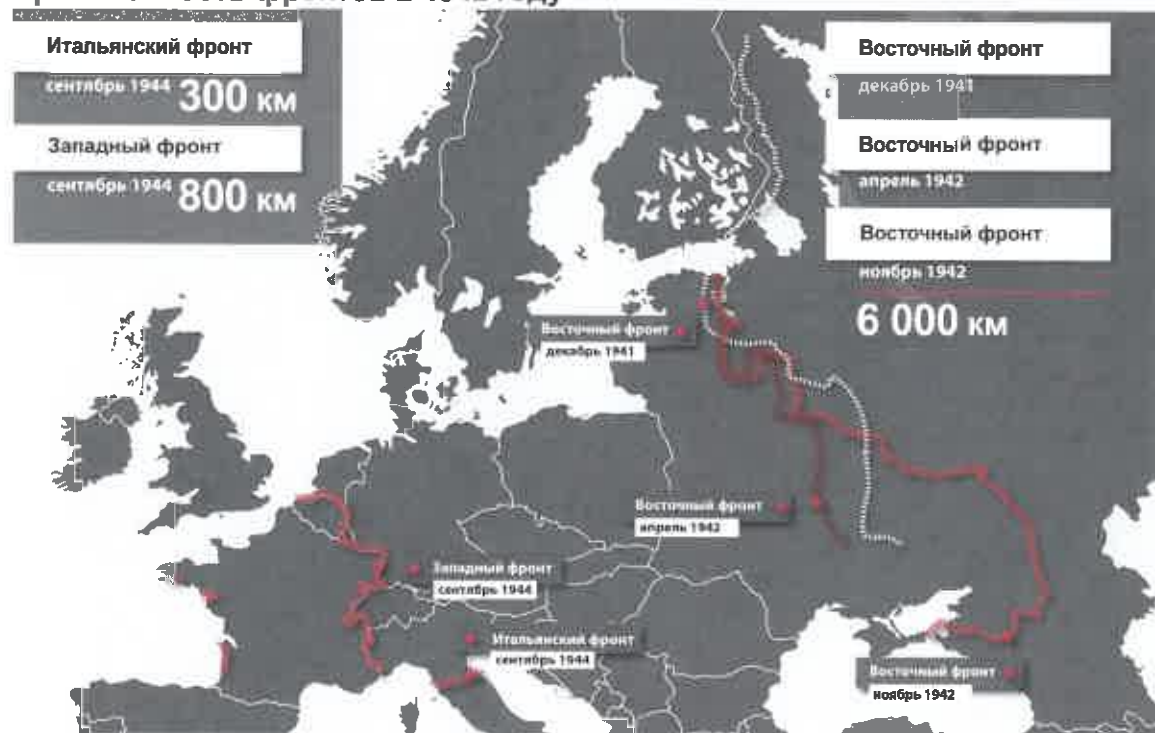 Итальянский фронт
сентябрь 1944 300 км
Западный фронт
сентябрь 1944 800 км
Восточный фронт
декабрь 1941
Восточный фронт
апрель 1942
Восточный фронт
ноябрь 1942
6 000 км
Восточный фронт
декабрь 1941
Восточный фронт
апрель 1942
Западный фронт
сентябрь 1944
Итальянский фронт
сентябрь 1944
Восточный фронт
ноябрь 1942